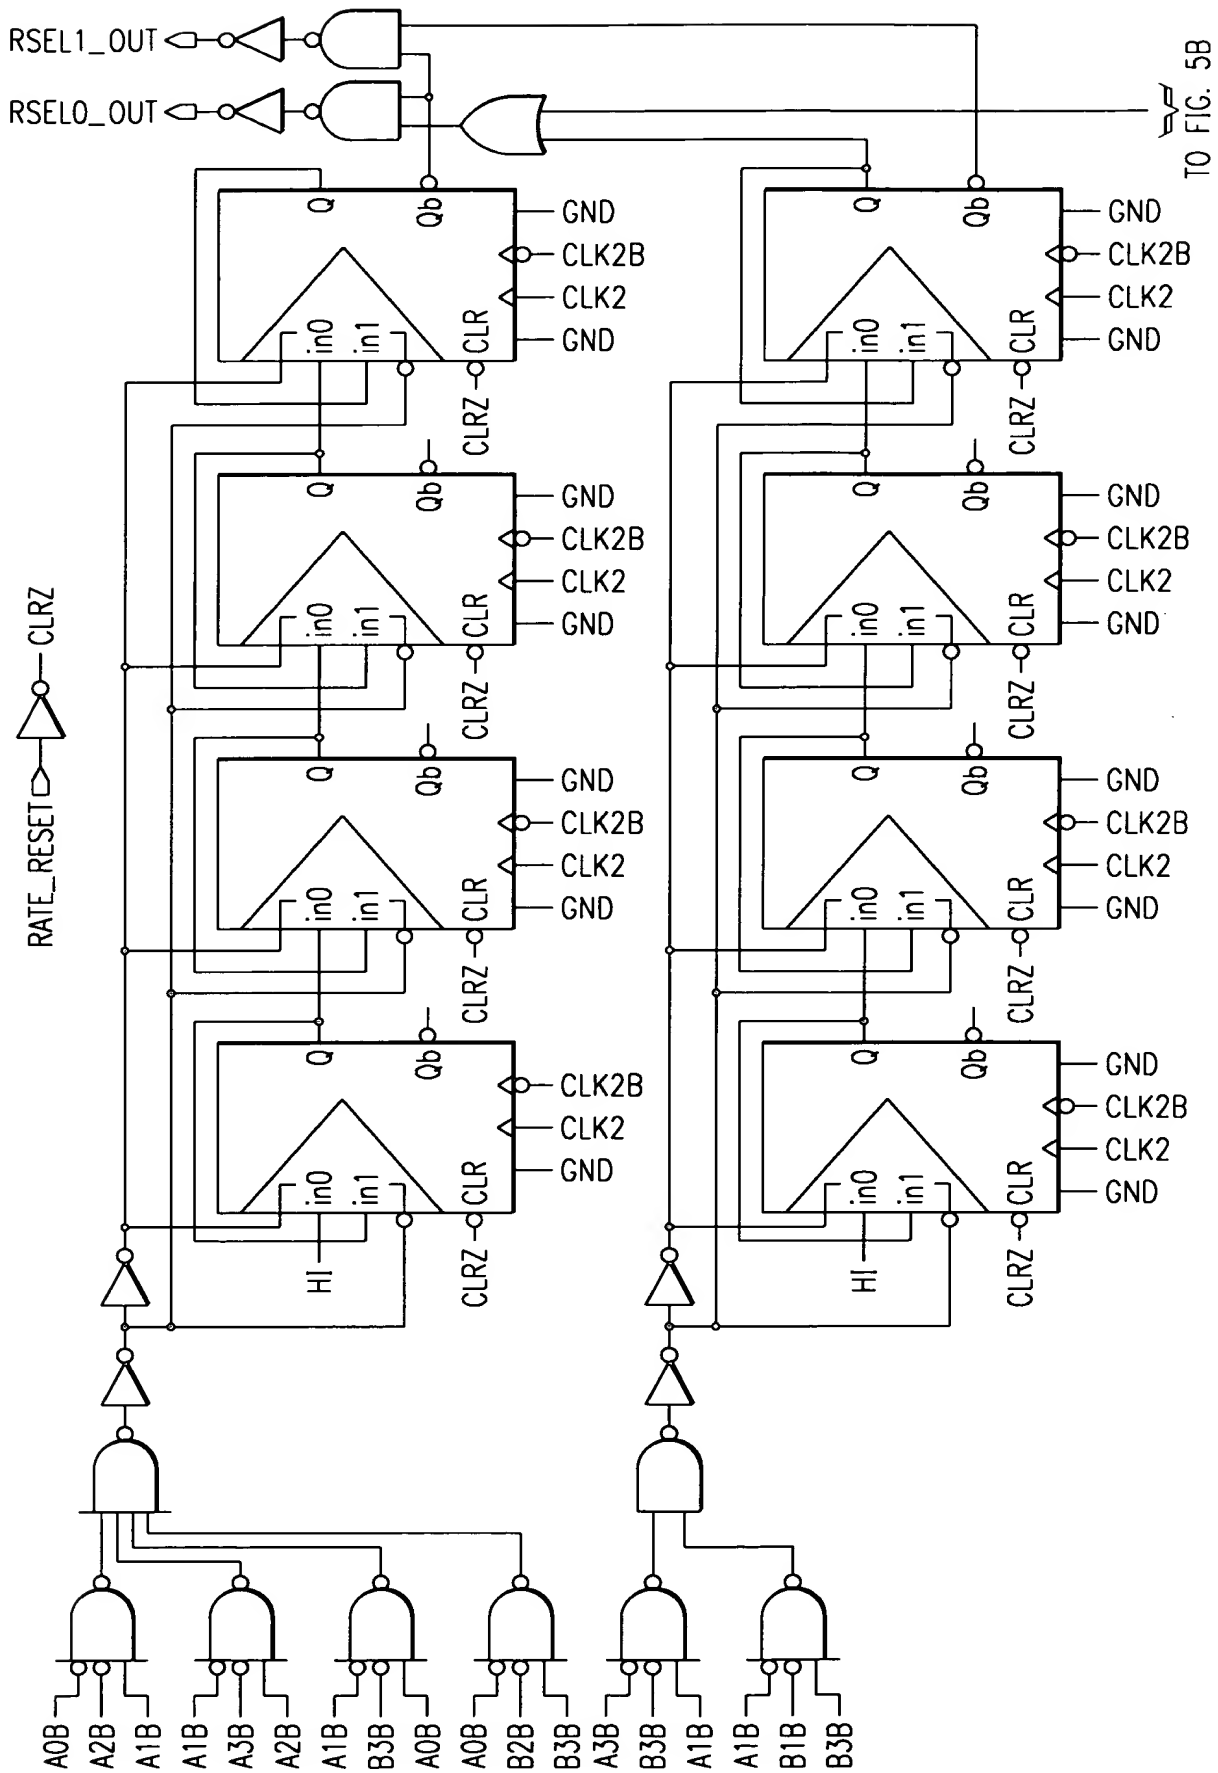 RSEL1_OUT
RSEL0_OUT
TO FIG. 5B
Q
Qb
GND
CLK2B
CLK2
GND
in0
in1
CLR
CLRZ
Q
Qb
GND
CLK2B
CLK2
GND
in0
in1
CLR
CLRZ
RATE_RESET
CLRZ
Q
Qb
GND
CLK2B
CLK2
GND
in0
in1
CLR
CLRZ
Q
Qb
GND
CLK2B
CLK2
GND
in0
in1
CLR
CLRZ
Q
Qb
GND
CLK2B
CLK2
GND
in0
in1
CLR
CLRZ
Q
Qb
GND
CLK2B
CLK2
GND
in0
in1
CLR
CLRZ
Q
Qb
CLK2B
CLK2
GND
in0
in1
CLR
HI
CLRZ
Q
Qb
GND
CLK2B
CLK2
GND
in0
in1
CLR
HI
CLRZ
A0B
A2B
A1B
A1B
A3B
A2B
A1B
B3B
A0B
A0B
B2B
B3B
A3B
B3B
A1B
A1B
B1B
B3B